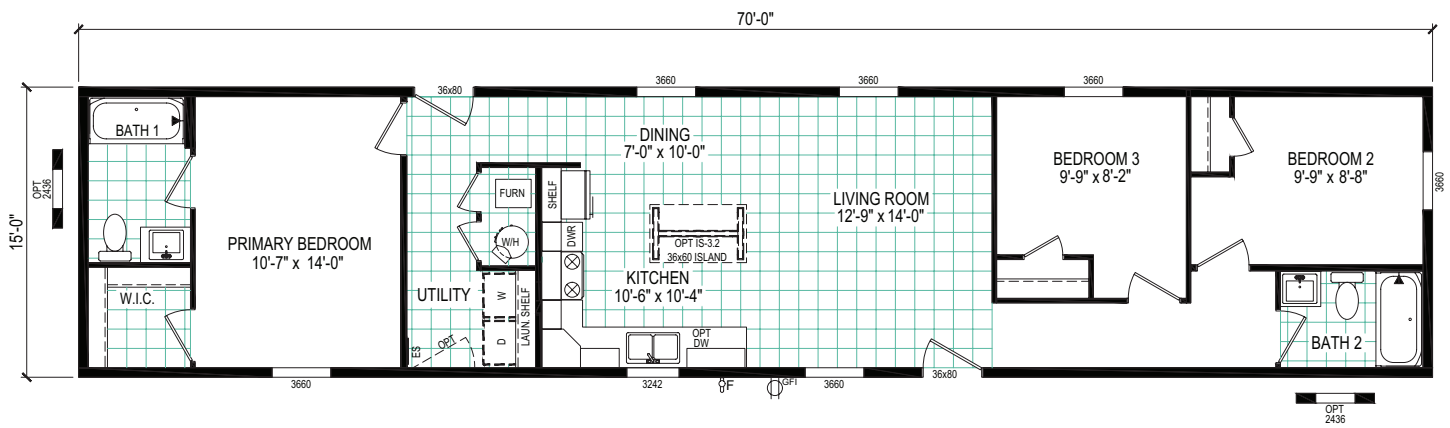 70'-0"
15'-0"
36x80
3660
3660
3660
BATH 1
OPT
2436
PRIMARY BEDROOM
10'-7" x 14'-0"
W.I.C.
UTILITY
FURN
W/H
SHELF
DWR
W
D
LAUN. SHELF
ES
OPT
DINING
7'-0" x 10'-0"
OPT IS-3.2
36x60 ISLAND
KITCHEN
10'-6" x 10'-4"
OPT
DW
LIVING ROOM
12'-9" x 14'-0"
BEDROOM 3
9'-9" x 8'-2"
BEDROOM 2
9'-9" x 8'-8"
3660
BATH 2
3660
3242
F
GFI
3660
36x80
OPT
2436